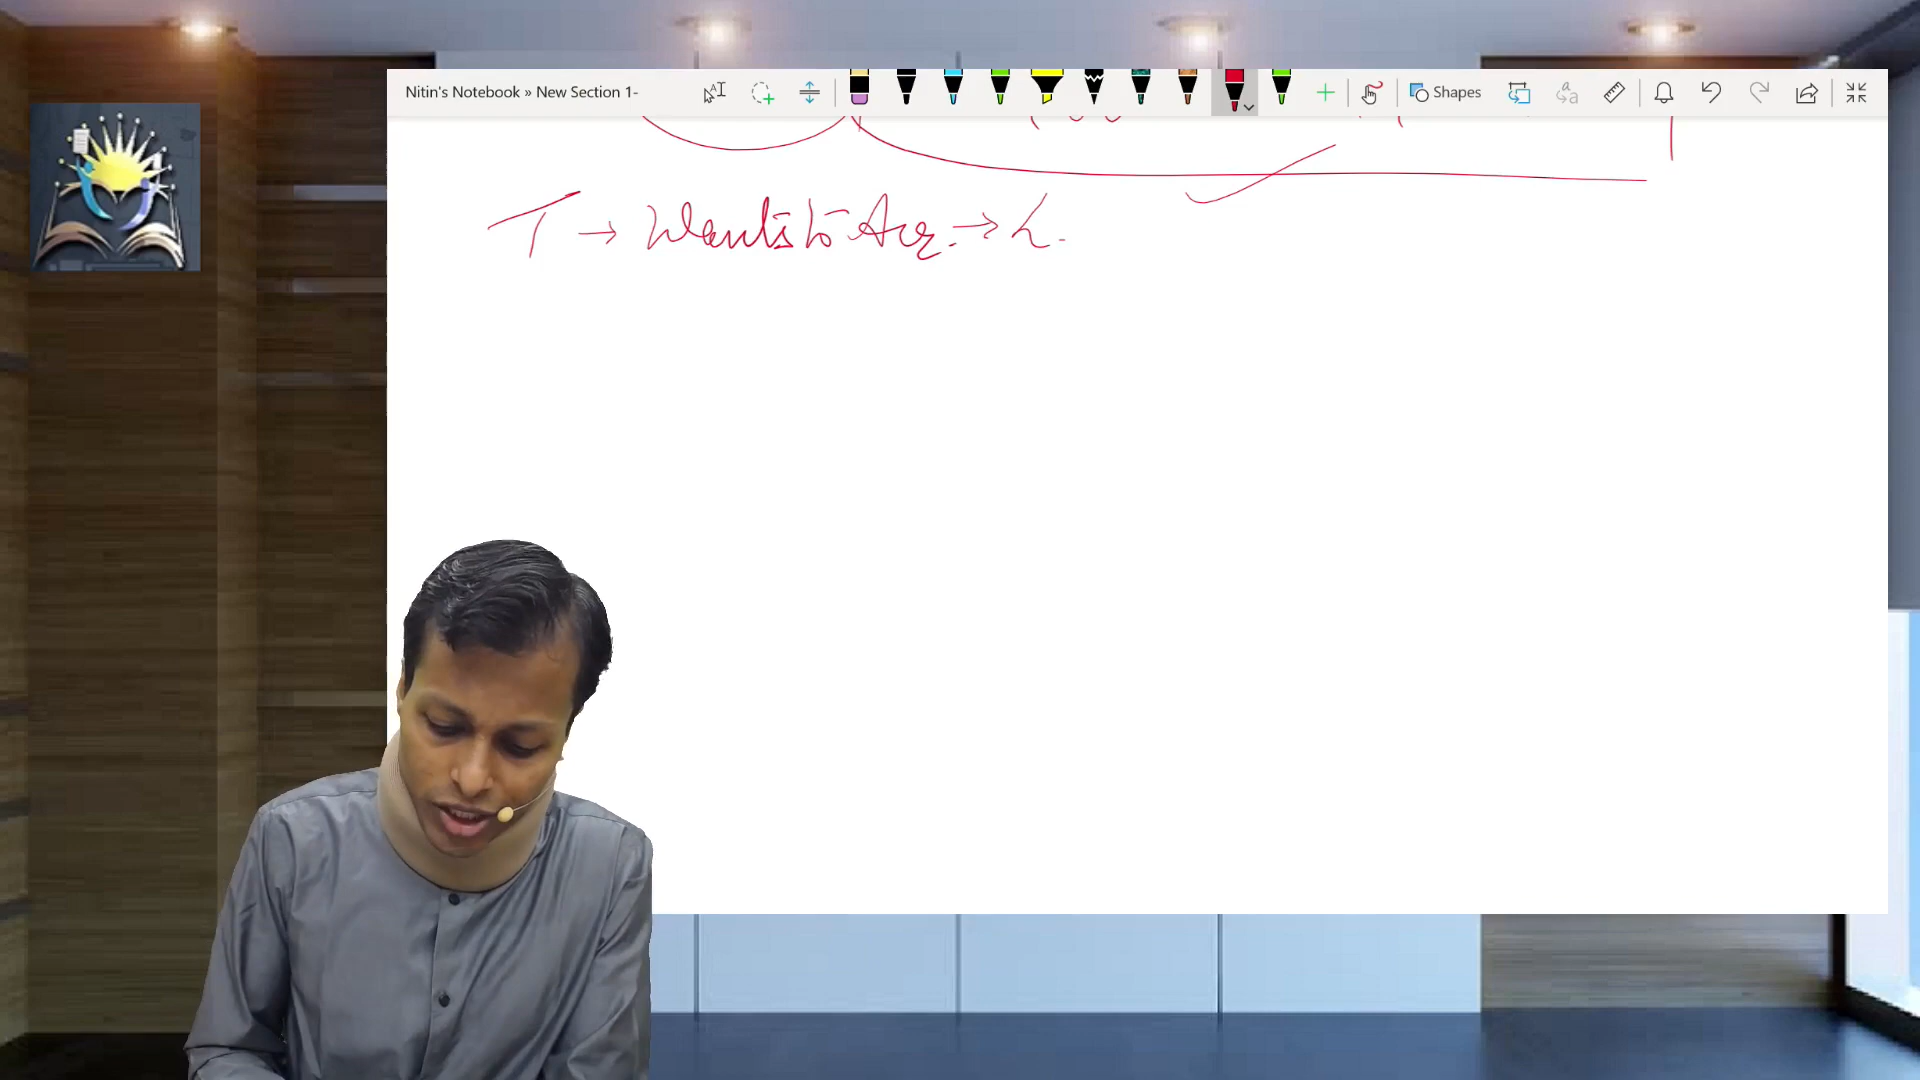 Nitin's Notebook » New Section 1-
Shapes
T → Wants to Acq. → L.